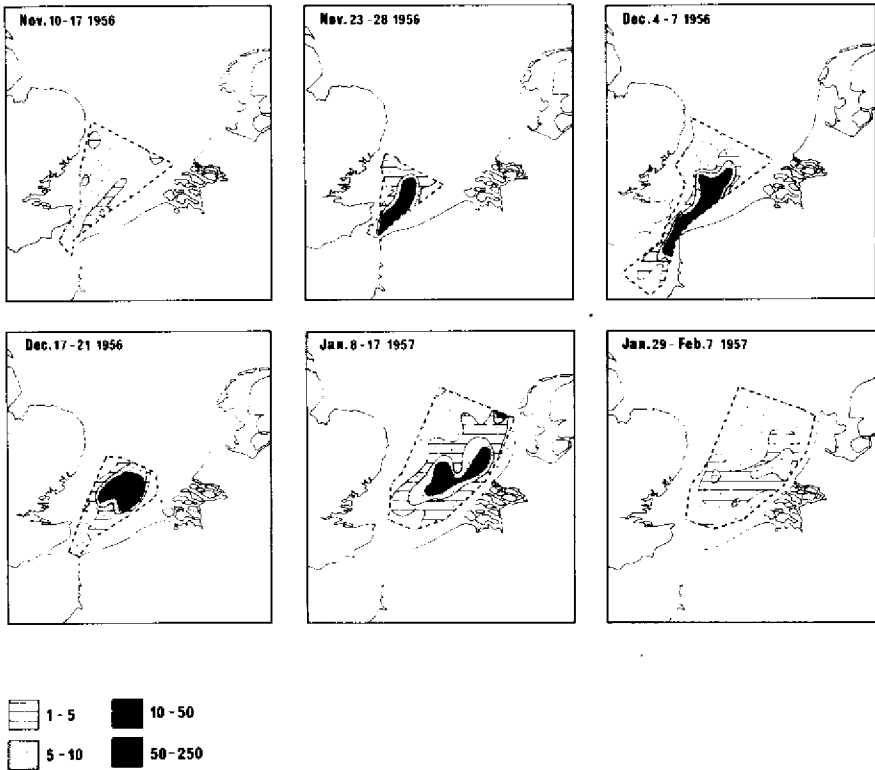 Nov. 10-17 1956
Nov. 23-28 1956
Dec. 4-7 1956
Dec. 17-21 1956
Jan. 8-17 1957
Jan. 29-Feb. 7 1957
1-5
10-50
5-10
50-250